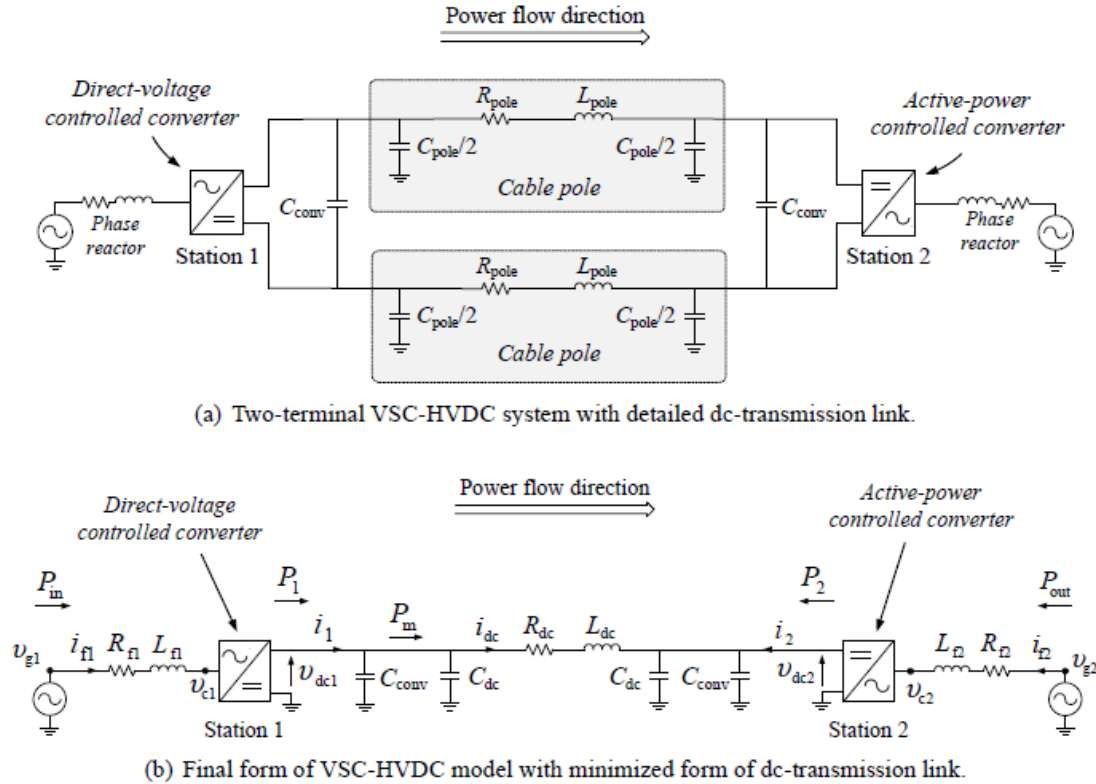 Power flow direction
Direct-voltage
controlled converter
Active-power
controlled converter
R_pole L_pole
C_pole/2 C_pole/2
Cable pole
C_conv C_conv
Phase
reactor
Station 1
Station 2
Phase
reactor
R_pole L_pole
C_pole/2 C_pole/2
Cable pole
(a) Two-terminal VSC-HVDC system with detailed dc-transmission link.
Power flow direction
Direct-voltage
controlled converter
Active-power
controlled converter
P_in P_1 P_m P_2 P_out
υ_g1 i_f1 R_f1 L_f1 υ_c1 i_1 υ_dc1 i_dc R_dc L_dc i_2 υ_dc2 υ_c2 L_f2 R_f2 i_f2 υ_g2
C_conv C_dc C_dc C_conv
Station 1 Station 2
(b) Final form of VSC-HVDC model with minimized form of dc-transmission link.